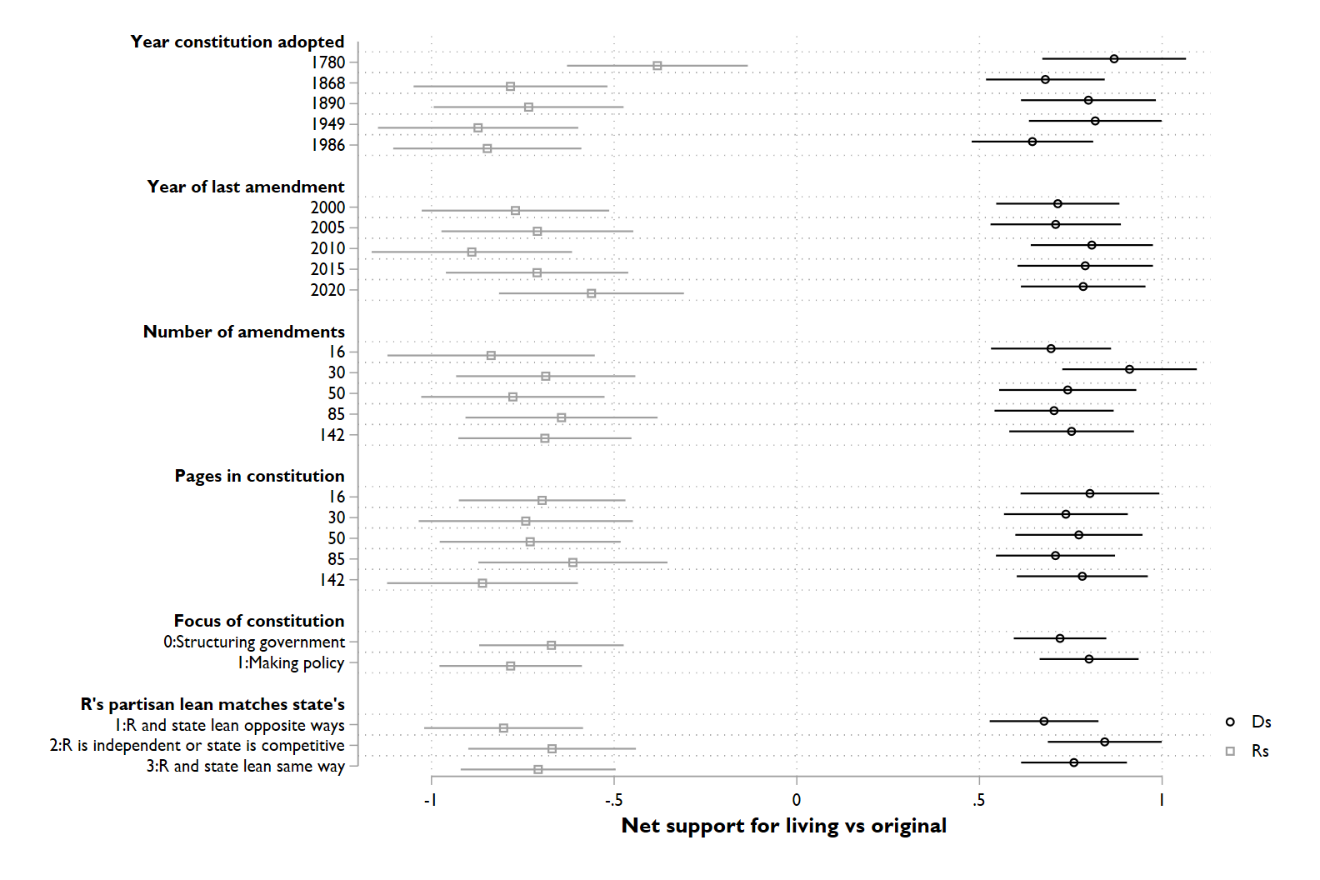 Year constitution adopted
1780
1868
1890
1949
1986
Year of last amendment
2000
2005
2010
2015
2020
Number of amendments
16
30
50
85
142
Pages in constitution
16
30
50
85
142
Focus of constitution
0:Structuring government
1:Making policy
R's partisan lean matches state's
1:R and state lean opposite ways
2:R is independent or state is competitive
3:R and state lean same way
Ds
Rs
-1 -.5 0 .5 1
Net support for living vs original